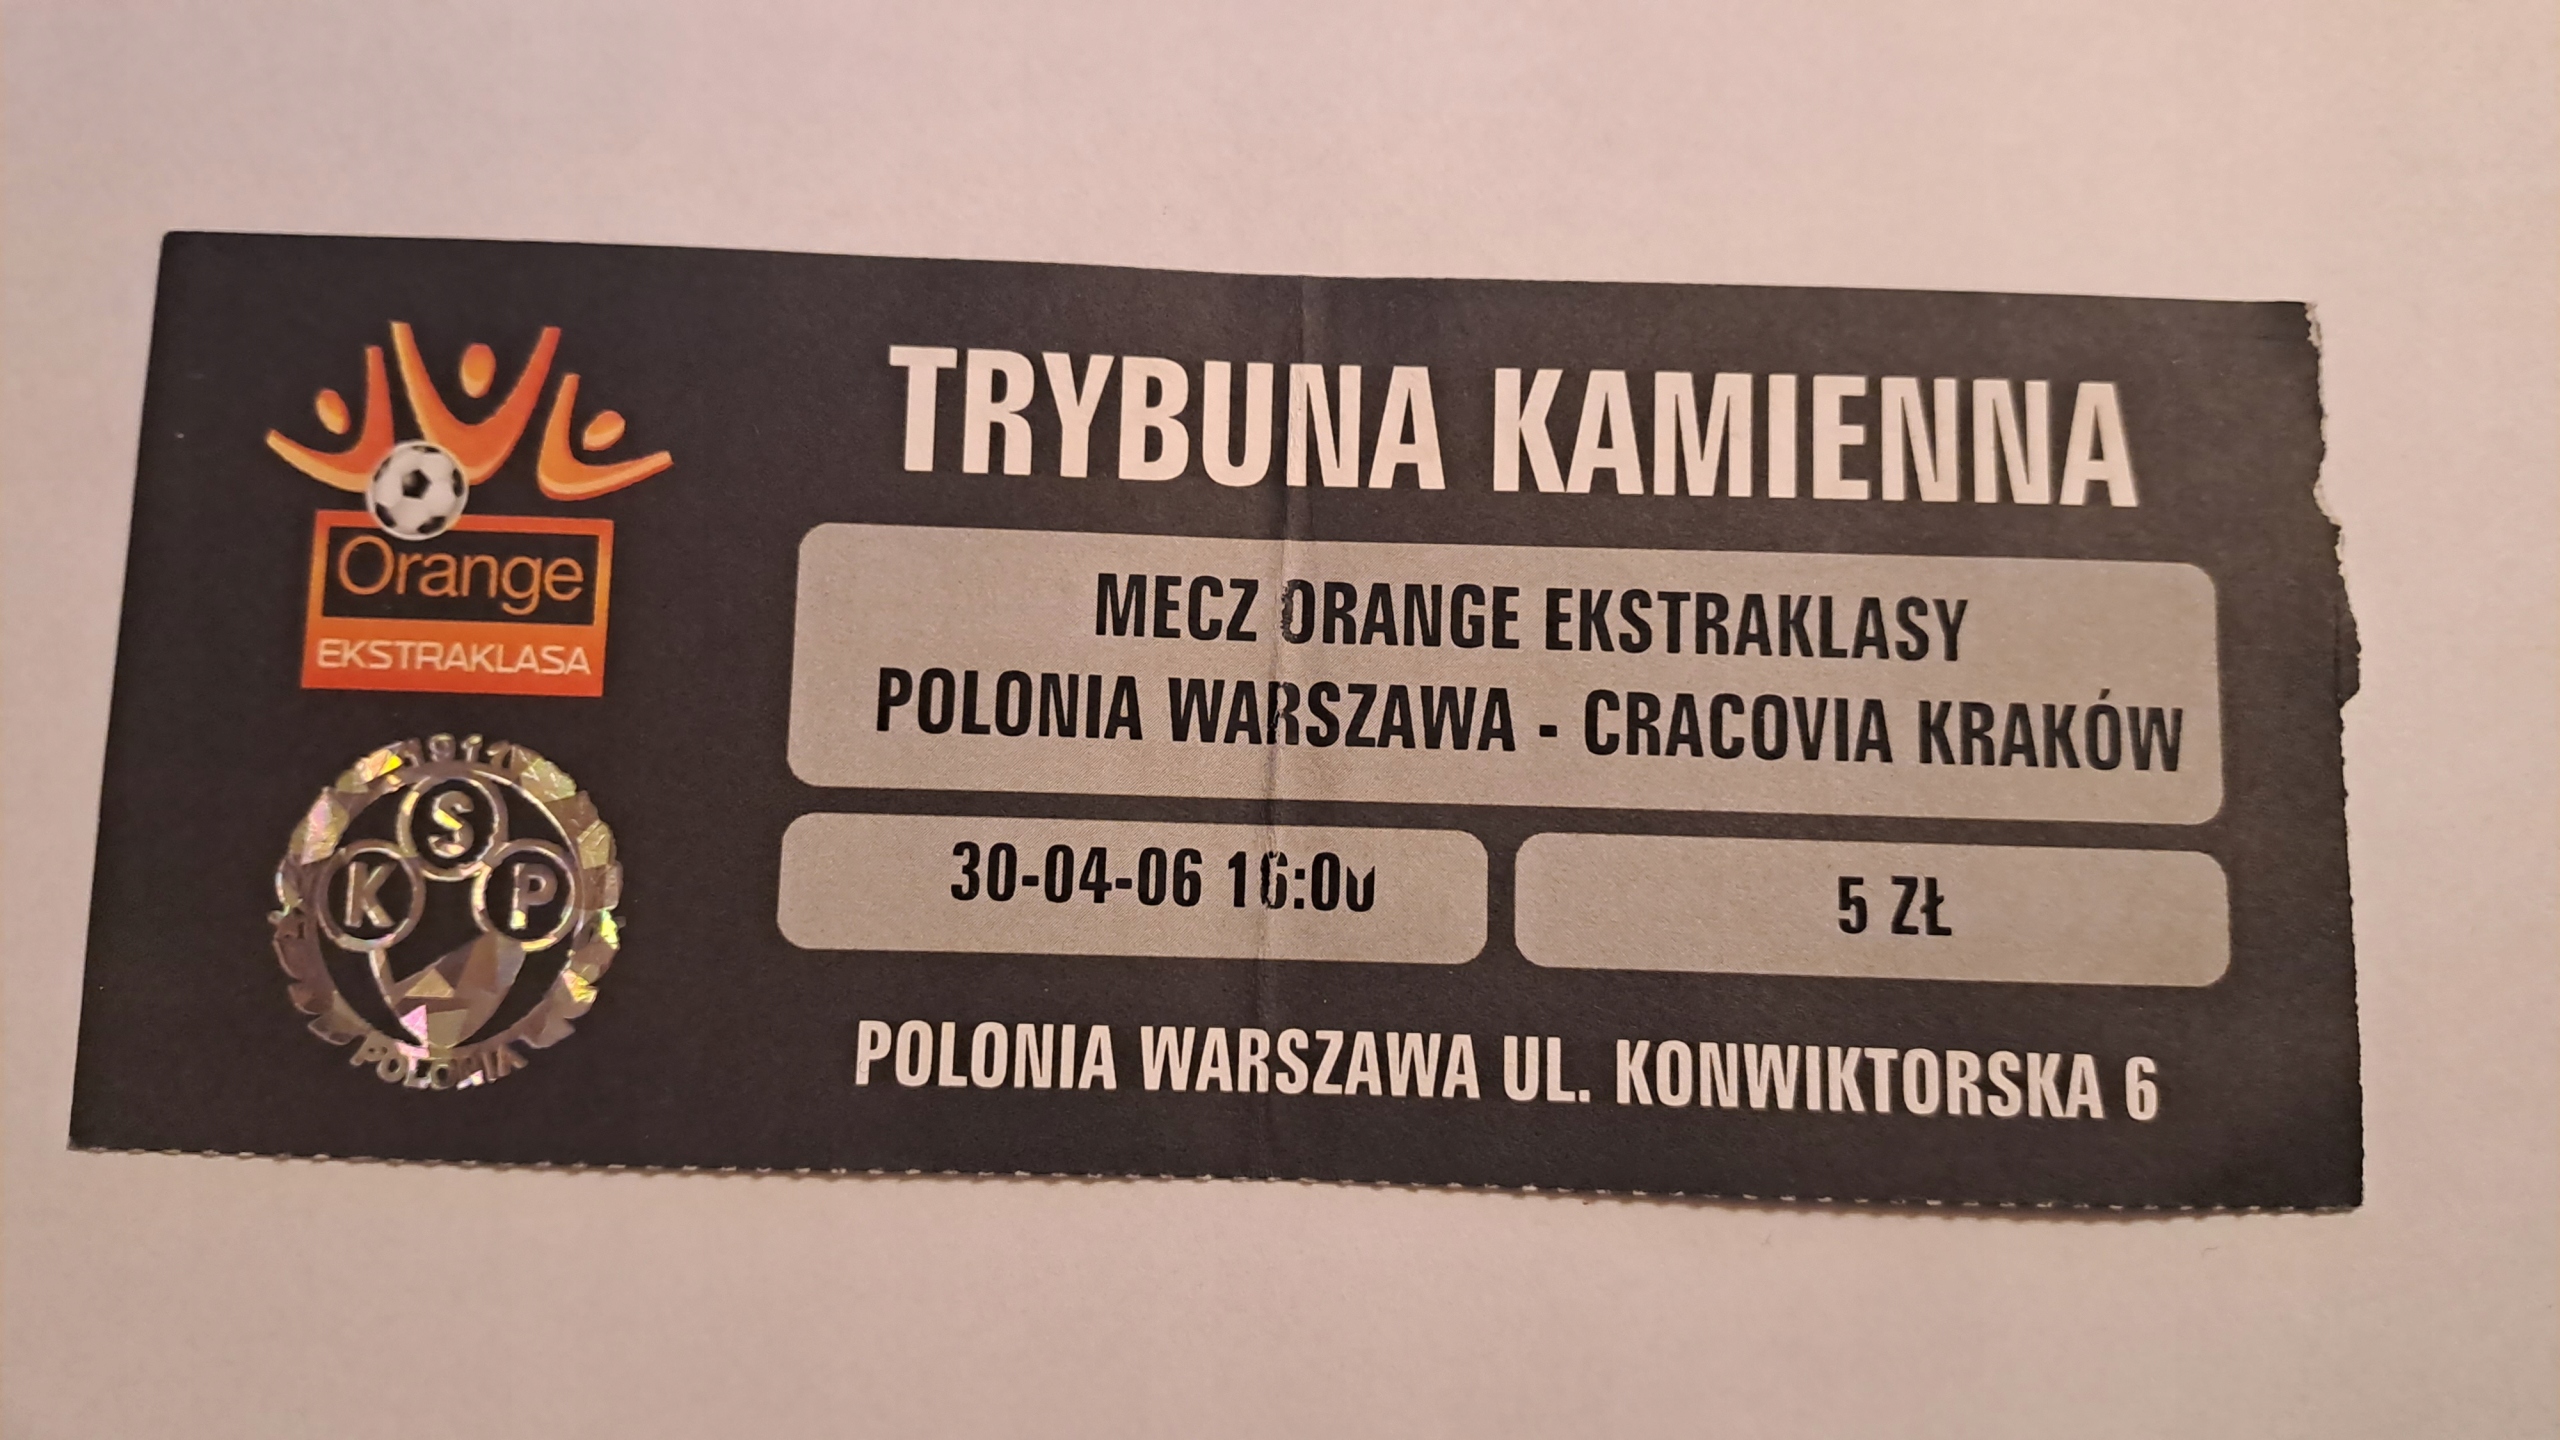 TRYBUNA KAMIENNA
Orange
EKSTRAKLASA
MECZ ORANGE EKSTRAKLASY
POLONIA WARSZAWA - CRACOVIA KRAKÓW
1911
K S P
POLONIA
30-04-06 16:00
5 ZŁ
POLONIA WARSZAWA UL. KONWIKTORSKA 6